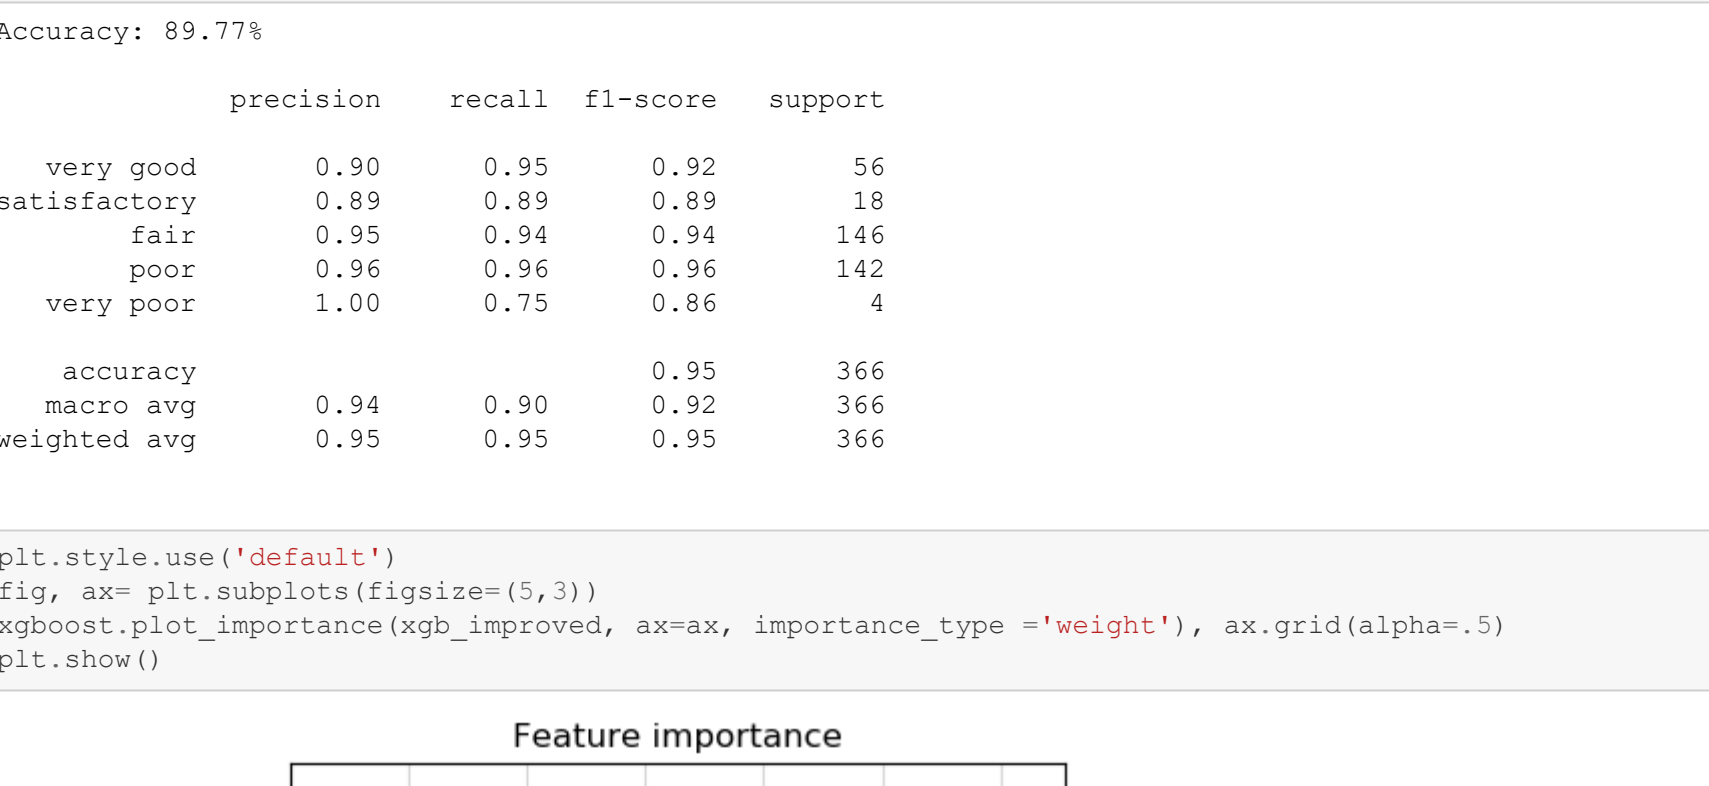 Accuracy: 89.77%
precision recall f1-score support
very good 0.90 0.95 0.92 56
satisfactory 0.89 0.89 0.89 18
fair 0.95 0.94 0.94 146
poor 0.96 0.96 0.96 142
very poor 1.00 0.75 0.86 4
accuracy 0.95 366
macro avg 0.94 0.90 0.92 366
weighted avg 0.95 0.95 0.95 366
plt.style.use('default')
fig, ax= plt.subplots(figsize=(5,3))
xgboost.plot_importance(xgb_improved, ax=ax, importance_type ='weight'), ax.grid(alpha=.5)
plt.show()
Feature importance